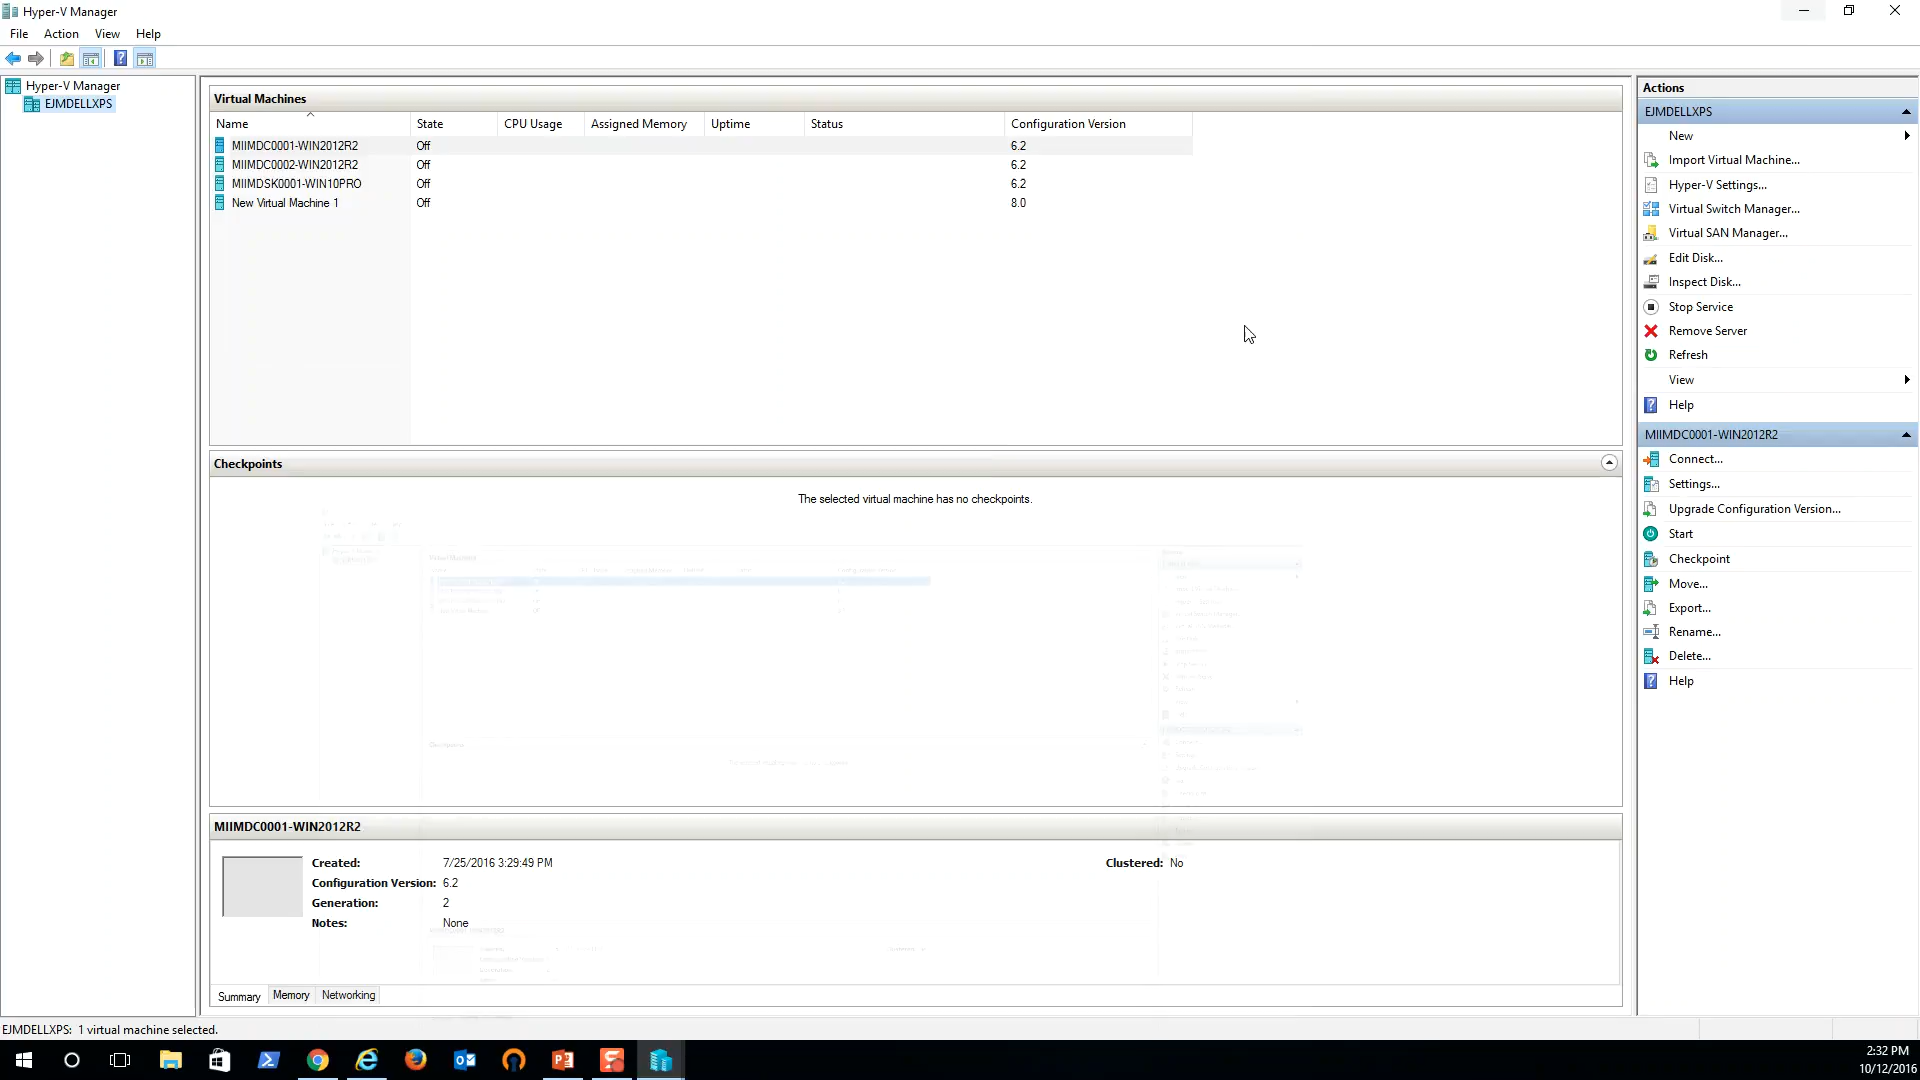 Hyper-V Manager
File Action View Help
Hyper-V Manager
EJMDELLXPS
Virtual Machines
Name State CPU Usage Assigned Memory Uptime Status Configuration Version
MIIMDC0001-WIN2012R2 Off 6.2
MIIMDC0002-WIN2012R2 Off 6.2
MIIMDSK0001-WIN10PRO Off 6.2
New Virtual Machine 1 Off 8.0
Checkpoints
The selected virtual machine has no checkpoints.
MIIMDC0001-WIN2012R2
Created: 7/25/2016 3:29:49 PM Clustered: No
Configuration Version: 6.2
Generation: 2
Notes: None
Summary Memory Networking
Actions
EJMDELLXPS
New
Import Virtual Machine...
Hyper-V Settings...
Virtual Switch Manager...
Virtual SAN Manager...
Edit Disk...
Inspect Disk...
Stop Service
Remove Server
Refresh
View
Help
MIIMDC0001-WIN2012R2
Connect...
Settings...
Upgrade Configuration Version...
Start
Checkpoint
Move...
Export...
Rename...
Delete...
Help
EJMDELLXPS: 1 virtual machine selected.
2:32 PM
10/12/2016